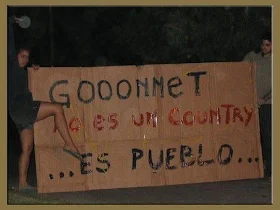 GOOONNET
NO ES UN COUNTRY
...ES PUEBLO...